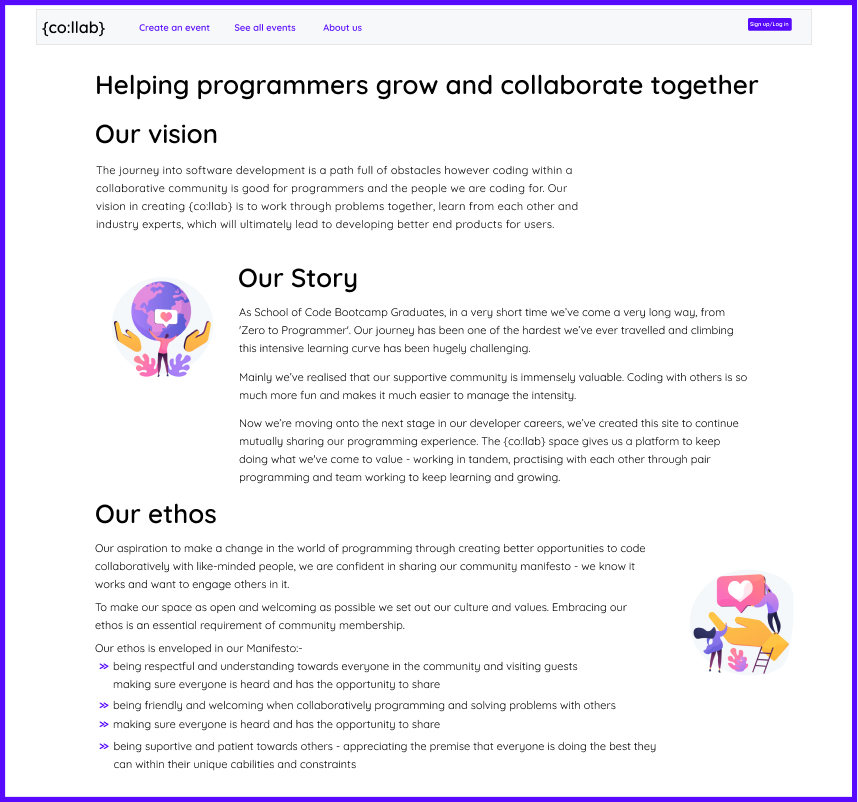 {co:llab}
Create an event
See all events
About us
Sign up/Log in
Helping programmers grow and collaborate together
Our vision
The journey into software development is a path full of obstacles however coding within a
collaborative community is good for programmers and the people we are coding for. Our
vision in creating {co:llab} is to work through problems together, learn from each other and
industry experts, which will ultimately lead to developing better end products for users.
Our Story
As School of Code Bootcamp Graduates, in a very short time we've come a very long way, from
'Zero to Programmer'. Our journey has been one of the hardest we've ever travelled and climbing
this intensive learning curve has been hugely challenging.
Mainly we've realised that our supportive community is immensely valuable. Coding with others is so
much more fun and makes it much easier to manage the intensity.
Now we're moving onto the next stage in our developer careers, we've created this site to continue
mutually sharing our programming experience. The {co:llab} space gives us a platform to keep
doing what we've come to value - working in tandem, practising with each other through pair
programming and team working to keep learning and growing.
Our ethos
Our aspiration to make a change in the world of programming through creating better opportunities to code
collaboratively with like-minded people, we are confident in sharing our community manifesto - we know it
works and want to engage others in it.
To make our space as open and welcoming as possible we set out our culture and values. Embracing our
ethos is an essential requirement of community membership.
Our ethos is enveloped in our Manifesto:-
>> being respectful and understanding towards everyone in the community and visiting guests
making sure everyone is heard and has the opportunity to share
>> being friendly and welcoming when collaboratively programming and solving problems with others
>> making sure everyone is heard and has the opportunity to share
>> being suportive and patient towards others - appreciating the premise that everyone is doing the best they
can within their unique cabilities and constraints